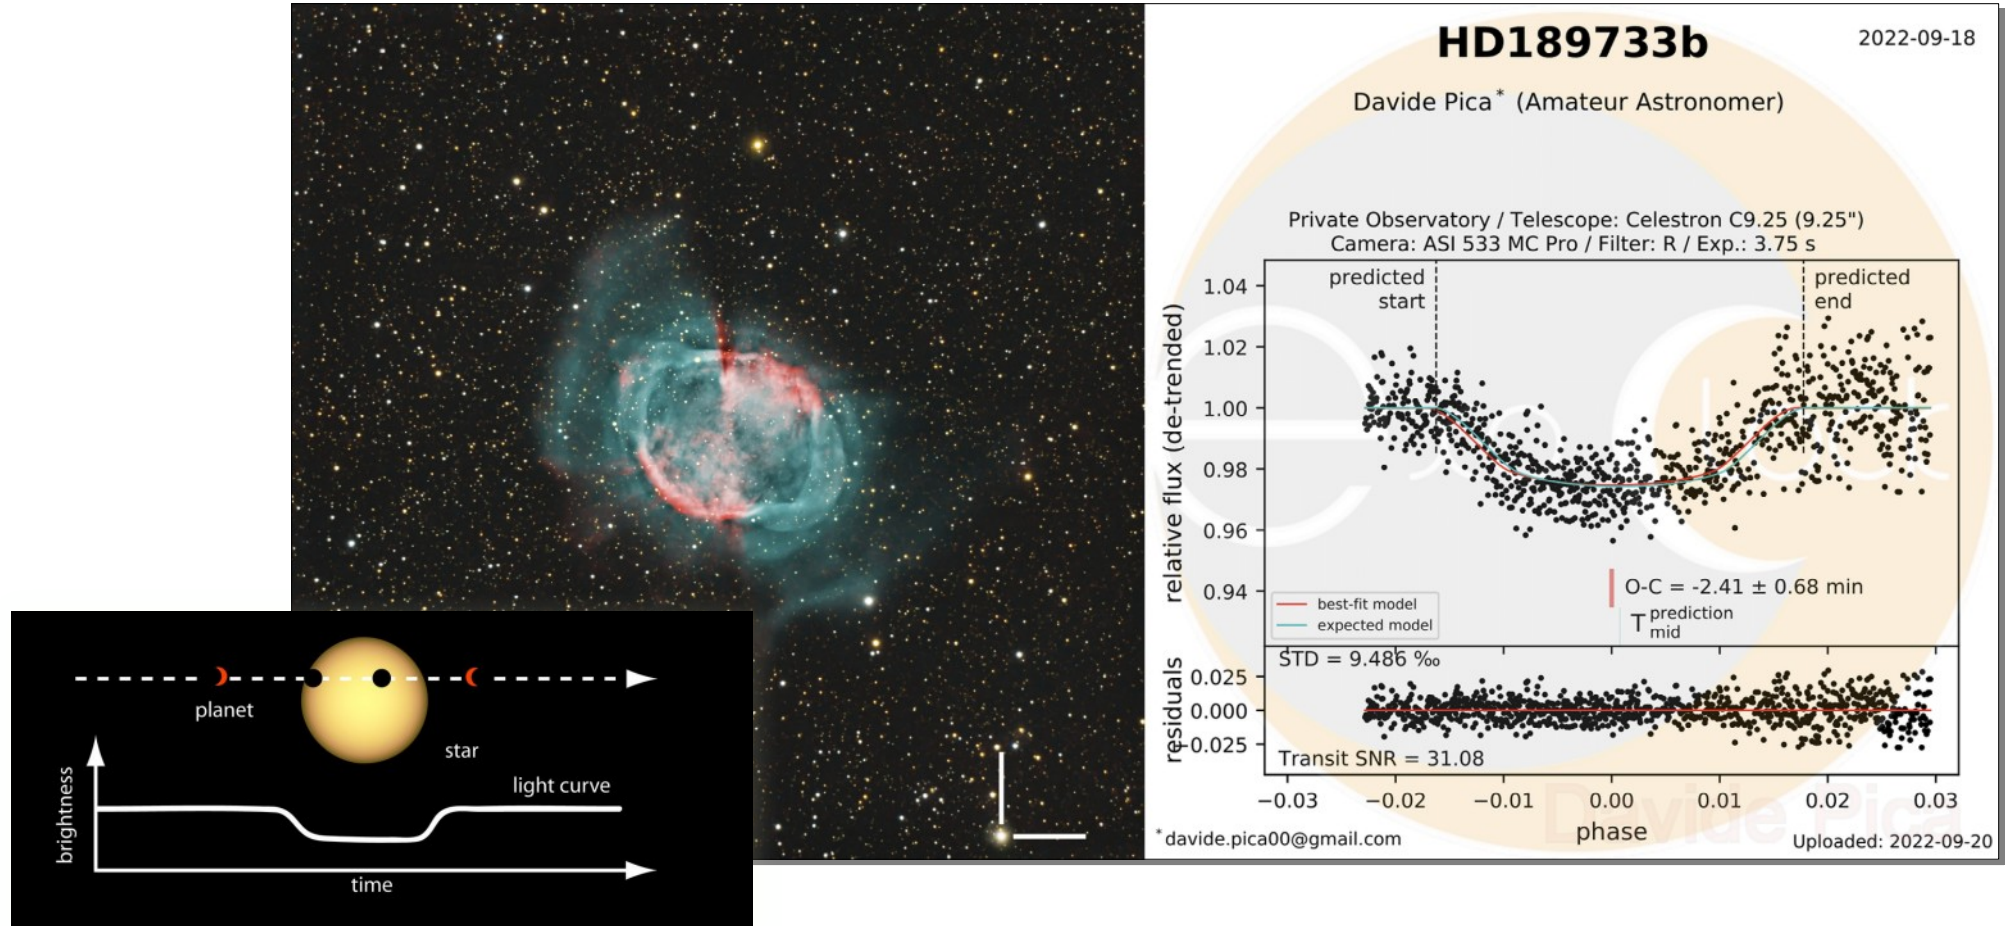 HD189733b
2022-09-18
Davide Pica* (Amateur Astronomer)
Private Observatory / Telescope: Celestron C9.25 (9.25")
Camera: ASI 533 MC Pro / Filter: R / Exp.: 3.75 s
predicted
start
predicted
end
relative flux (de-trended)
1.04
1.02
1.00
0.98
0.96
0.94
best-fit model
expected model
O-C = -2.41 ± 0.68 min
T prediction
mid
STD = 9.486 ‰
residuals
0.025
0.000
−0.025
Transit SNR = 31.08
−0.03 −0.02 −0.01 0.00 0.01 0.02 0.03
phase
Davide Pica
*davide.pica00@gmail.com
Uploaded: 2022-09-20
planet
star
light curve
brightness
time